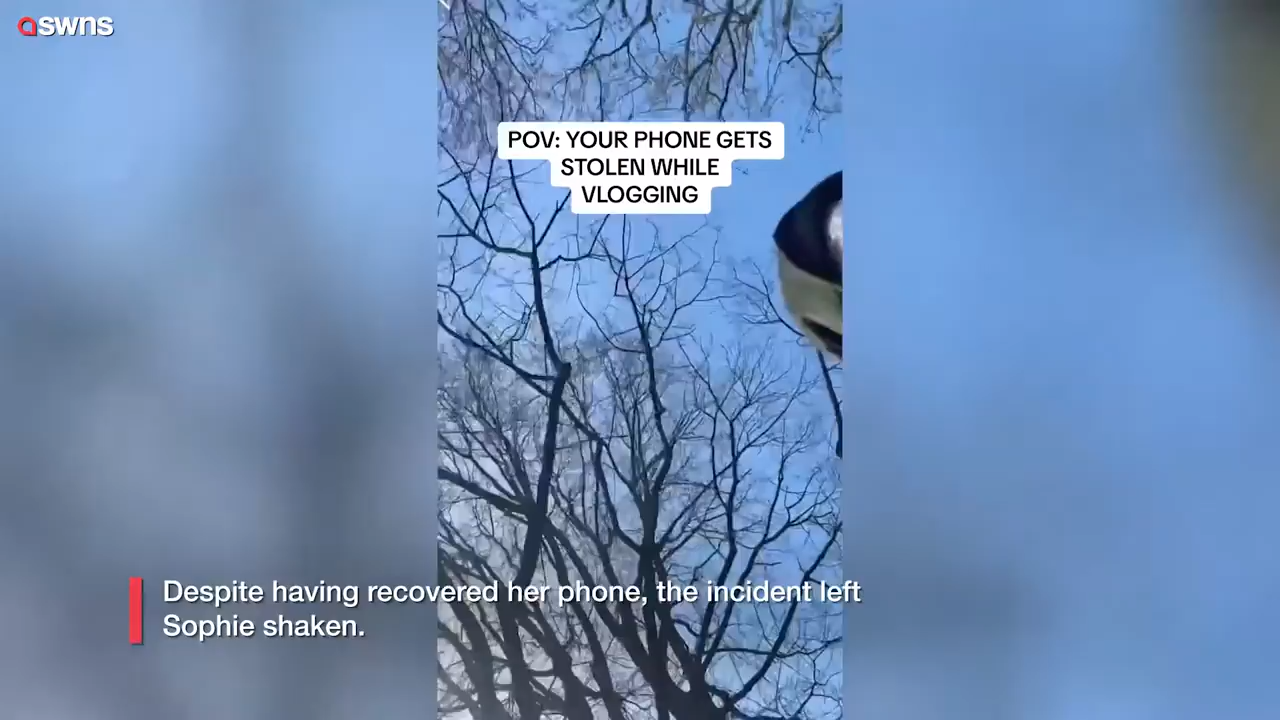 swns
POV: YOUR PHONE GETS
STOLEN WHILE
VLOGGING
Despite having recovered her phone, the incident left
Sophie shaken.